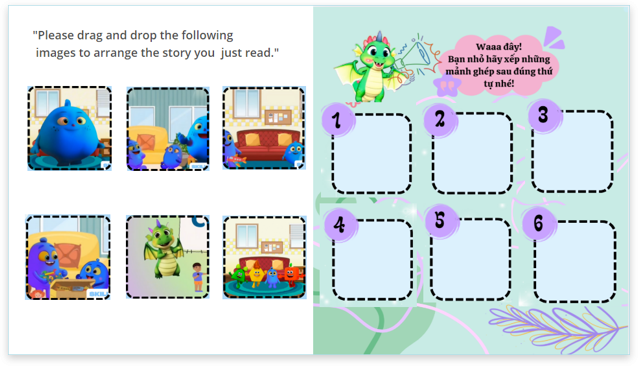 "Please drag and drop the following
images to arrange the story you just read."
Waaa đây!
Bạn nhỏ hãy xếp những
mảnh ghép sau đúng thứ
tự nhé!
1
2
3
4
5
6